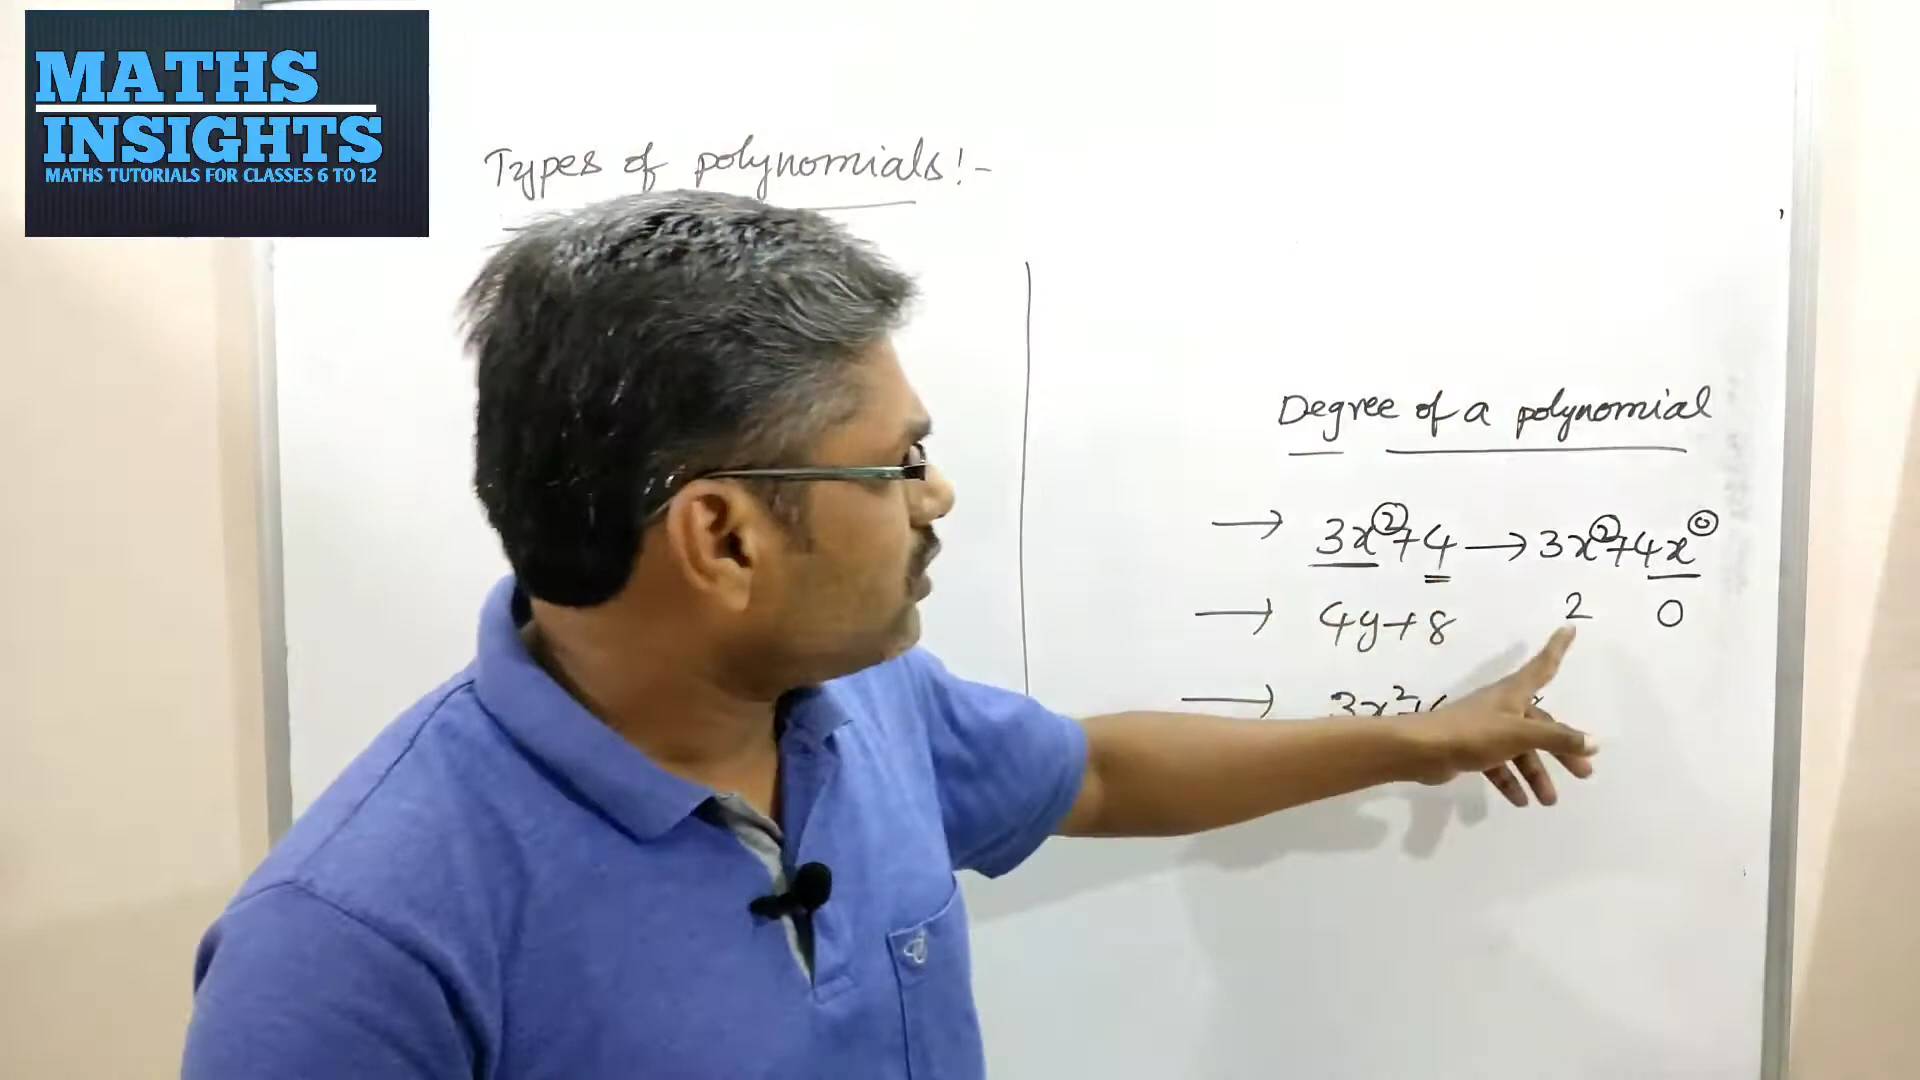 MATHS
INSIGHTS
MATHS TUTORIALS FOR CLASSES 6 TO 12
Types of polynomials:-
Degree of a polynomial
→ 3x²+4 → 3x²+4x⁰
→ 4y+8 2 0
→ 3x²+